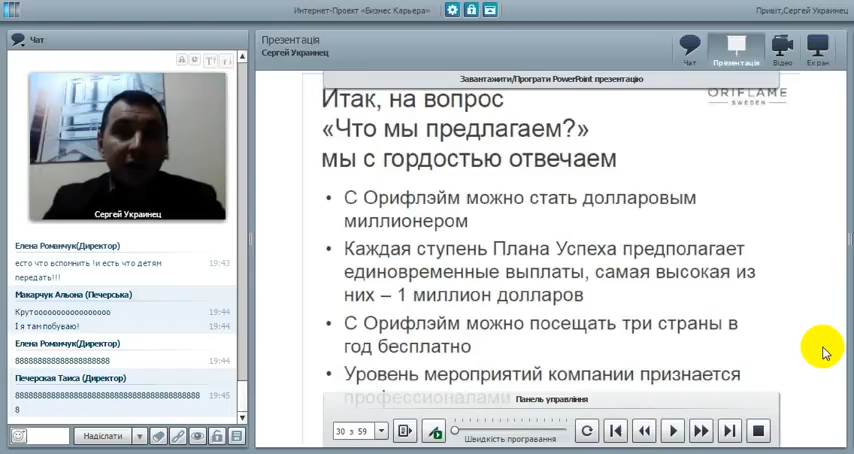 Интернет-Проект «Бизнес Карьера»
Привіт,Сергей Украинец
Чат
Сергей Украинец
Елена Романчук(Директор)
есто что вспомнить !и есть что детям 19:43
передать!!!
Макарчук Альона (Печерська)
Крутоооооооооооооооо 19:44
І я там побуваю! 19:44
Елена Романчук(Директор)
Печерская Таиса (Директор)
19:44
19:45
8
Надіслати
Презентація
Сергей Украинец
Чат
Презентація
Відео
Екран
Завантажити/Програти PowerPoint презентацію
ORIFLAME
SWEDEN
Итак, на вопрос
«Что мы предлагаем?»
мы с гордостью отвечаем
• С Орифлэйм можно стать долларовым
миллионером
• Каждая ступень Плана Успеха предполагает
единовременные выплаты, самая высокая из
них – 1 миллион долларов
• С Орифлэйм можно посещать три страны в
год бесплатно
• Уровень мероприятий компании признается
профессионалами
Панель управління
30 з 59
Швидкість програвання